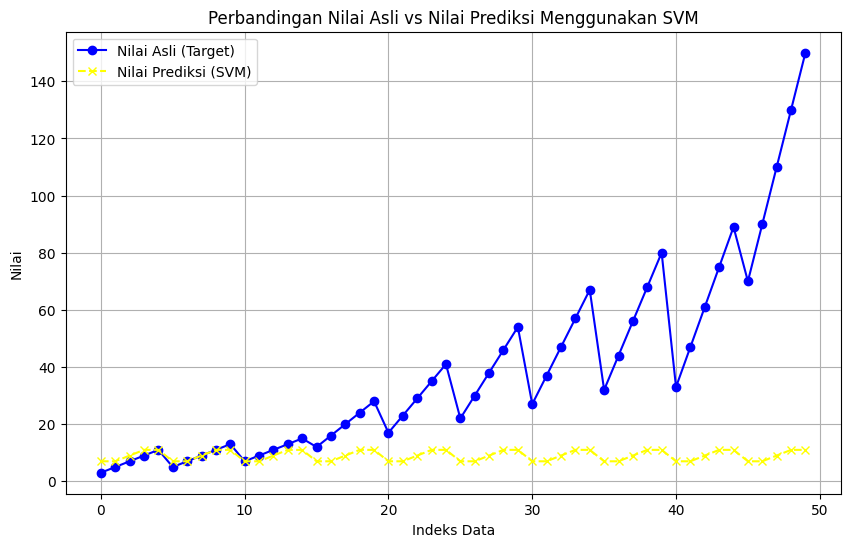 Perbandingan Nilai Asli vs Nilai Prediksi Menggunakan SVM
Nilai Asli (Target)
Nilai Prediksi (SVM)
140
120
100
80
60
40
20
0
Nilai
0 10 20 30 40 50
Indeks Data